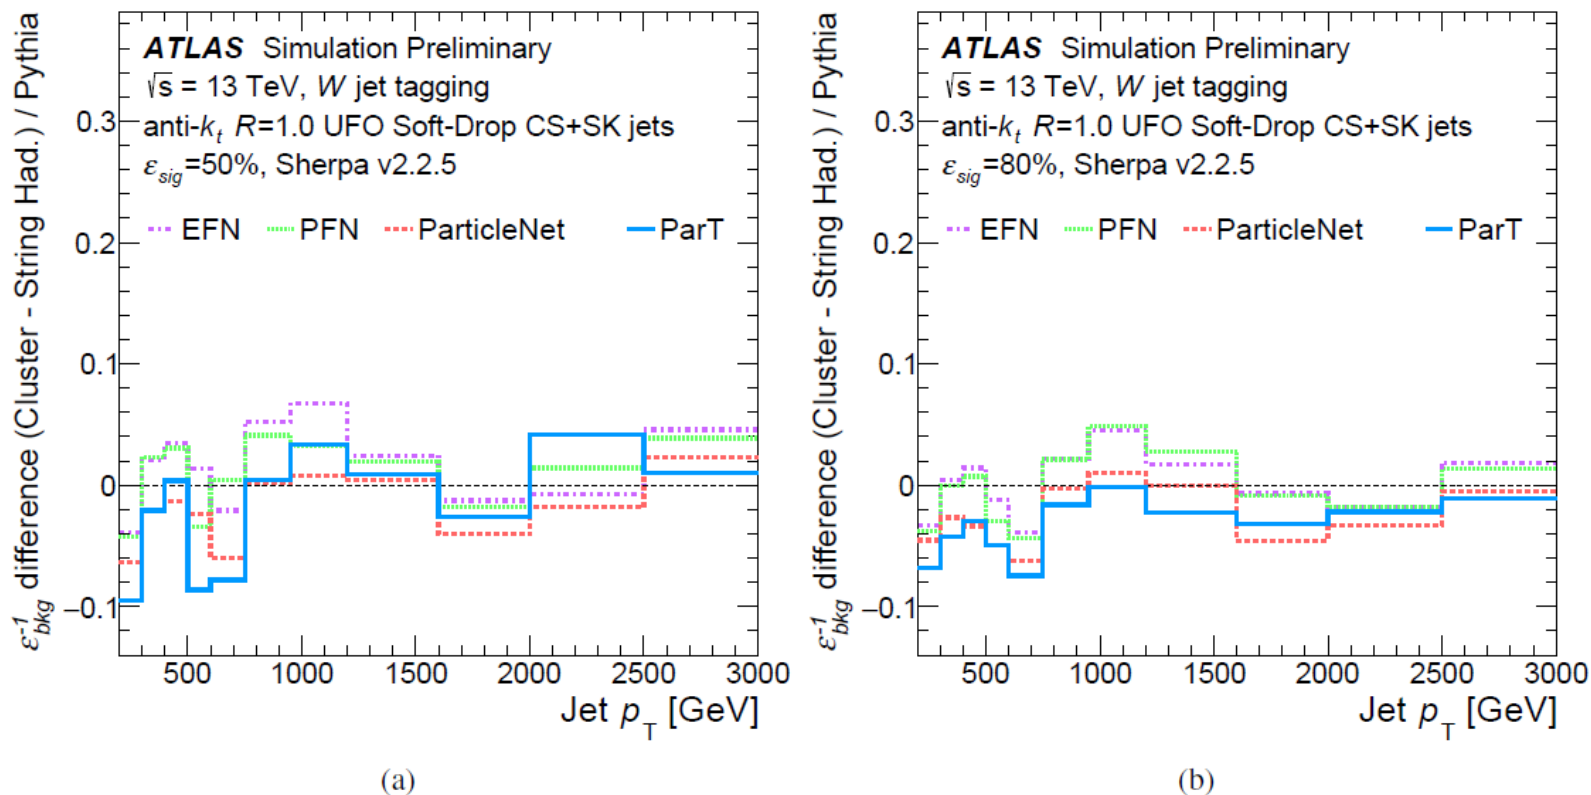 ε⁻¹bkg difference (Cluster - String Had.) / Pythia
ATLAS Simulation Preliminary
√s = 13 TeV, W jet tagging
anti-kt R=1.0 UFO Soft-Drop CS+SK jets
εsig=50%, Sherpa v2.2.5
EFN PFN ParticleNet ParT
0.3
0.2
0.1
0
−0.1
500 1000 1500 2000 2500 3000
Jet pT [GeV]
(a)
ε⁻¹bkg difference (Cluster - String Had.) / Pythia
ATLAS Simulation Preliminary
√s = 13 TeV, W jet tagging
anti-kt R=1.0 UFO Soft-Drop CS+SK jets
εsig=80%, Sherpa v2.2.5
EFN PFN ParticleNet ParT
0.3
0.2
0.1
0
−0.1
500 1000 1500 2000 2500 3000
Jet pT [GeV]
(b)